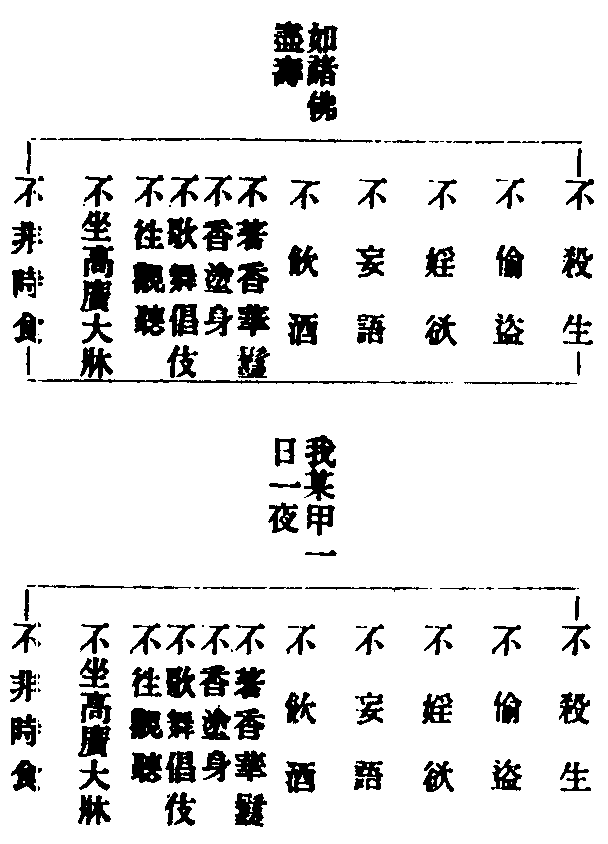 如諸佛
盡壽
不殺生
不偷盜
不婬欲
不妄語
不飲酒
不著香華鬘
不香塗身
不歌舞倡伎
不往觀聽
不坐高廣大牀
不非時食
我某甲一
日一夜
不殺生
不偷盜
不婬欲
不妄語
不飲酒
不著香華鬘
不香塗身
不歌舞倡伎
不往觀聽
不坐高廣大牀
不非時食